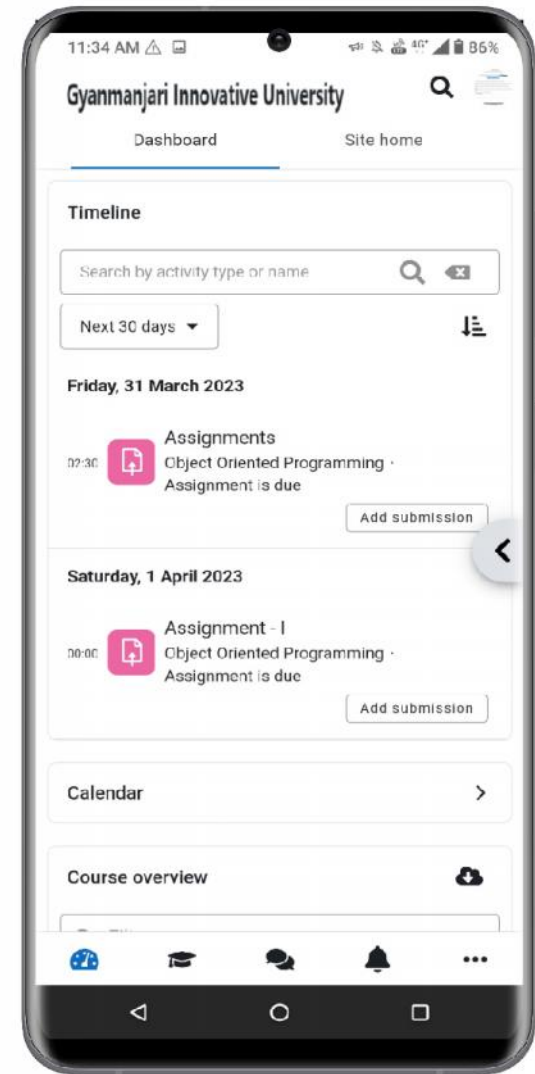 11:34 AM 4G+ 86%
Gyanmanjari Innovative University
Dashboard Site home
Timeline
Search by activity type or name
Next 30 days
Friday, 31 March 2023
Assignments
02:30 Object Oriented Programming ·
Assignment is due
Add submission
Saturday, 1 April 2023
Assignment - I
00:00 Object Oriented Programming ·
Assignment is due
Add submission
Calendar
Course overview